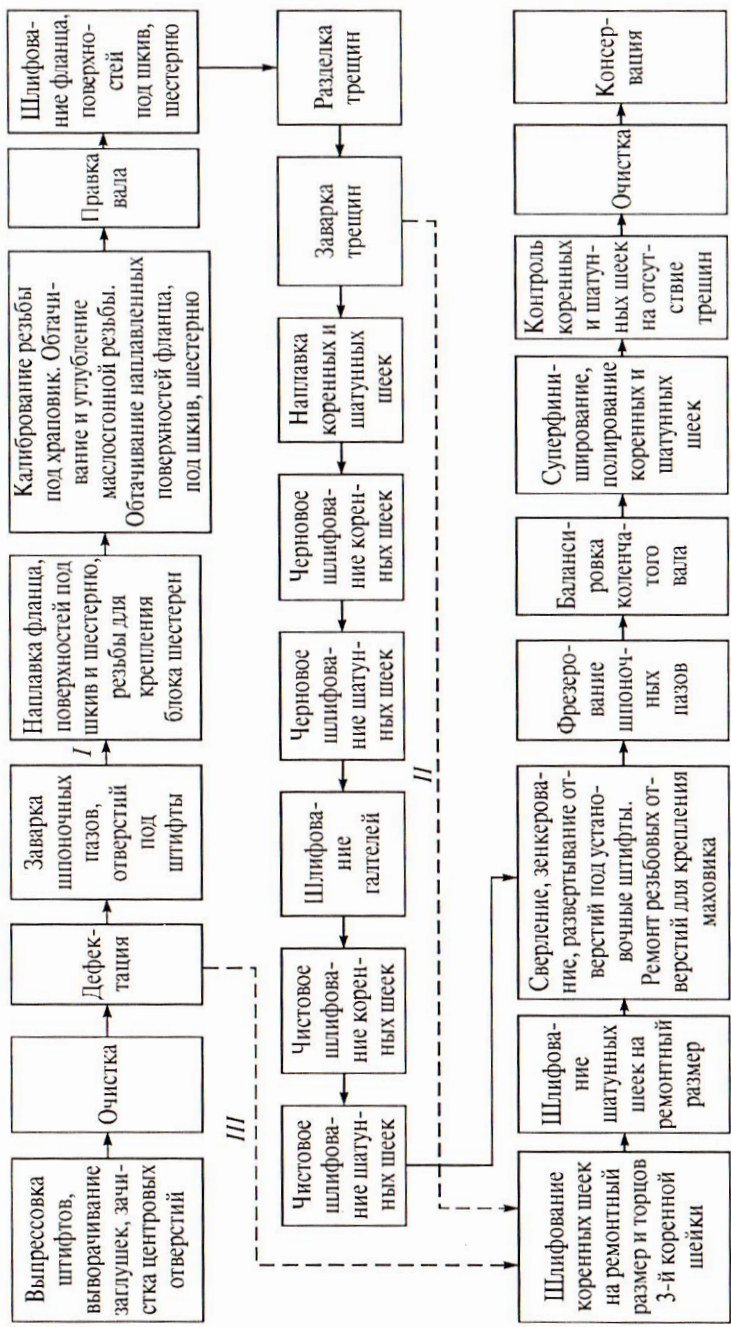 Выпрессовка
штифтов,
выворачивание
заглушек, зачи-
стка центровых
отверстий
Очистка
Дефек-
тация
Заварка
шпоночных
пазов,
отверстий
под
штифты
I
Наплавка фланца,
поверхностей под
шкив и шестерню,
резьбы для
крепления
блока шестерен
Калибрование резьбы
под храповик. Обтачи-
вание и углубление
маслосгонной резьбы.
Обтачивание наплавленных
поверхностей фланца,
под шкив, шестерню
Правка
вала
Шлифова-
ние фланца,
поверхно-
стей
под шкив,
шестерню
Разделка
трещин
Заварка
трещин
Наплавка
коренных и
шатунных
шеек
Черновое
шлифова-
ние корен-
ных шеек
Черновое
шлифова-
ние шатун-
ных шеек
Шлифова-
ние
галтелей
Чистовое
шлифова-
ние корен-
ных шеек
Чистовое
шлифова-
ние шатун-
ных шеек
III
II
Шлифование
коренных шеек
на ремонтный
размер и торцов
3-й коренной
шейки
Шлифова-
ние
шатунных
шеек на
ремонтный
размер
Сверление, зенкерова-
ние, развертывание от-
верстий под устано-
вочные штифты.
Ремонт резьбовых от-
верстий для крепления
маховика
Фрезеро-
вание
шпоноч-
ных
пазов
Баланси-
ровка
коленча-
того
вала
Суперфини-
ширование,
полирование
коренных и
шатунных
шеек
Контроль
коренных
и шатун-
ных шеек
на отсут-
ствие
трещин
Очистка
Консер-
вация